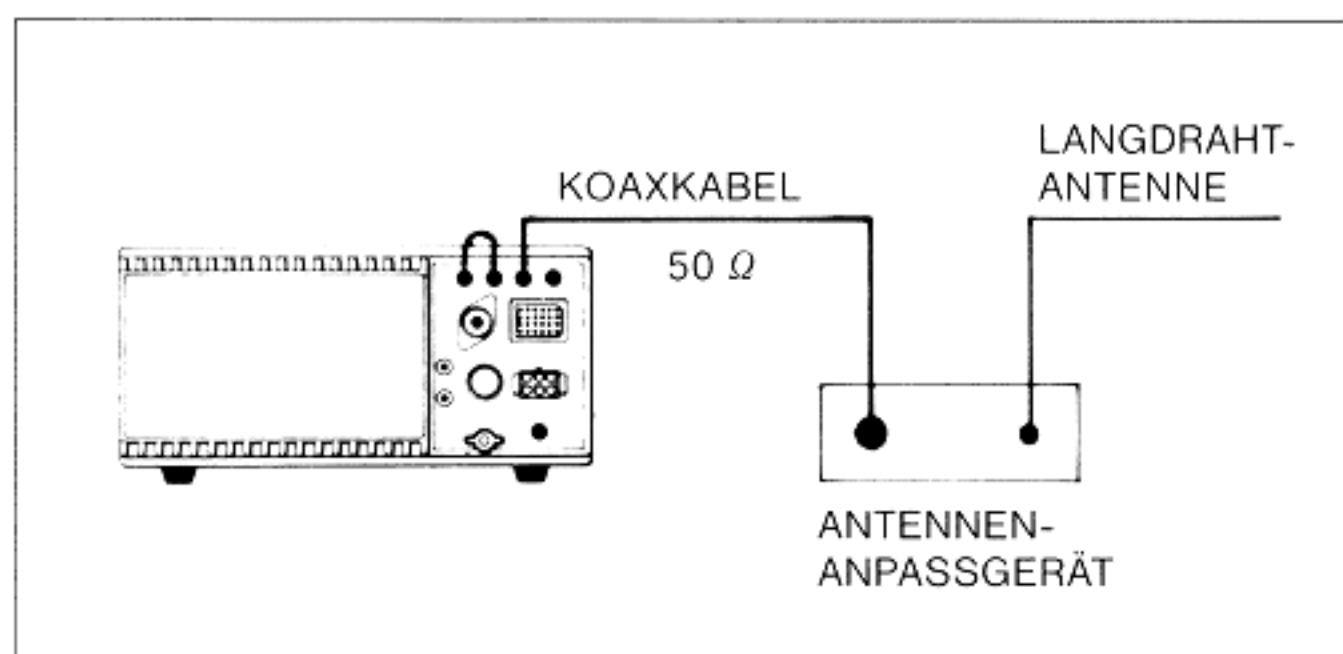 LANGDRAHT-
ANTENNE
KOAXKABEL
50 Ω
ANTENNEN-
ANPASSGERÄT